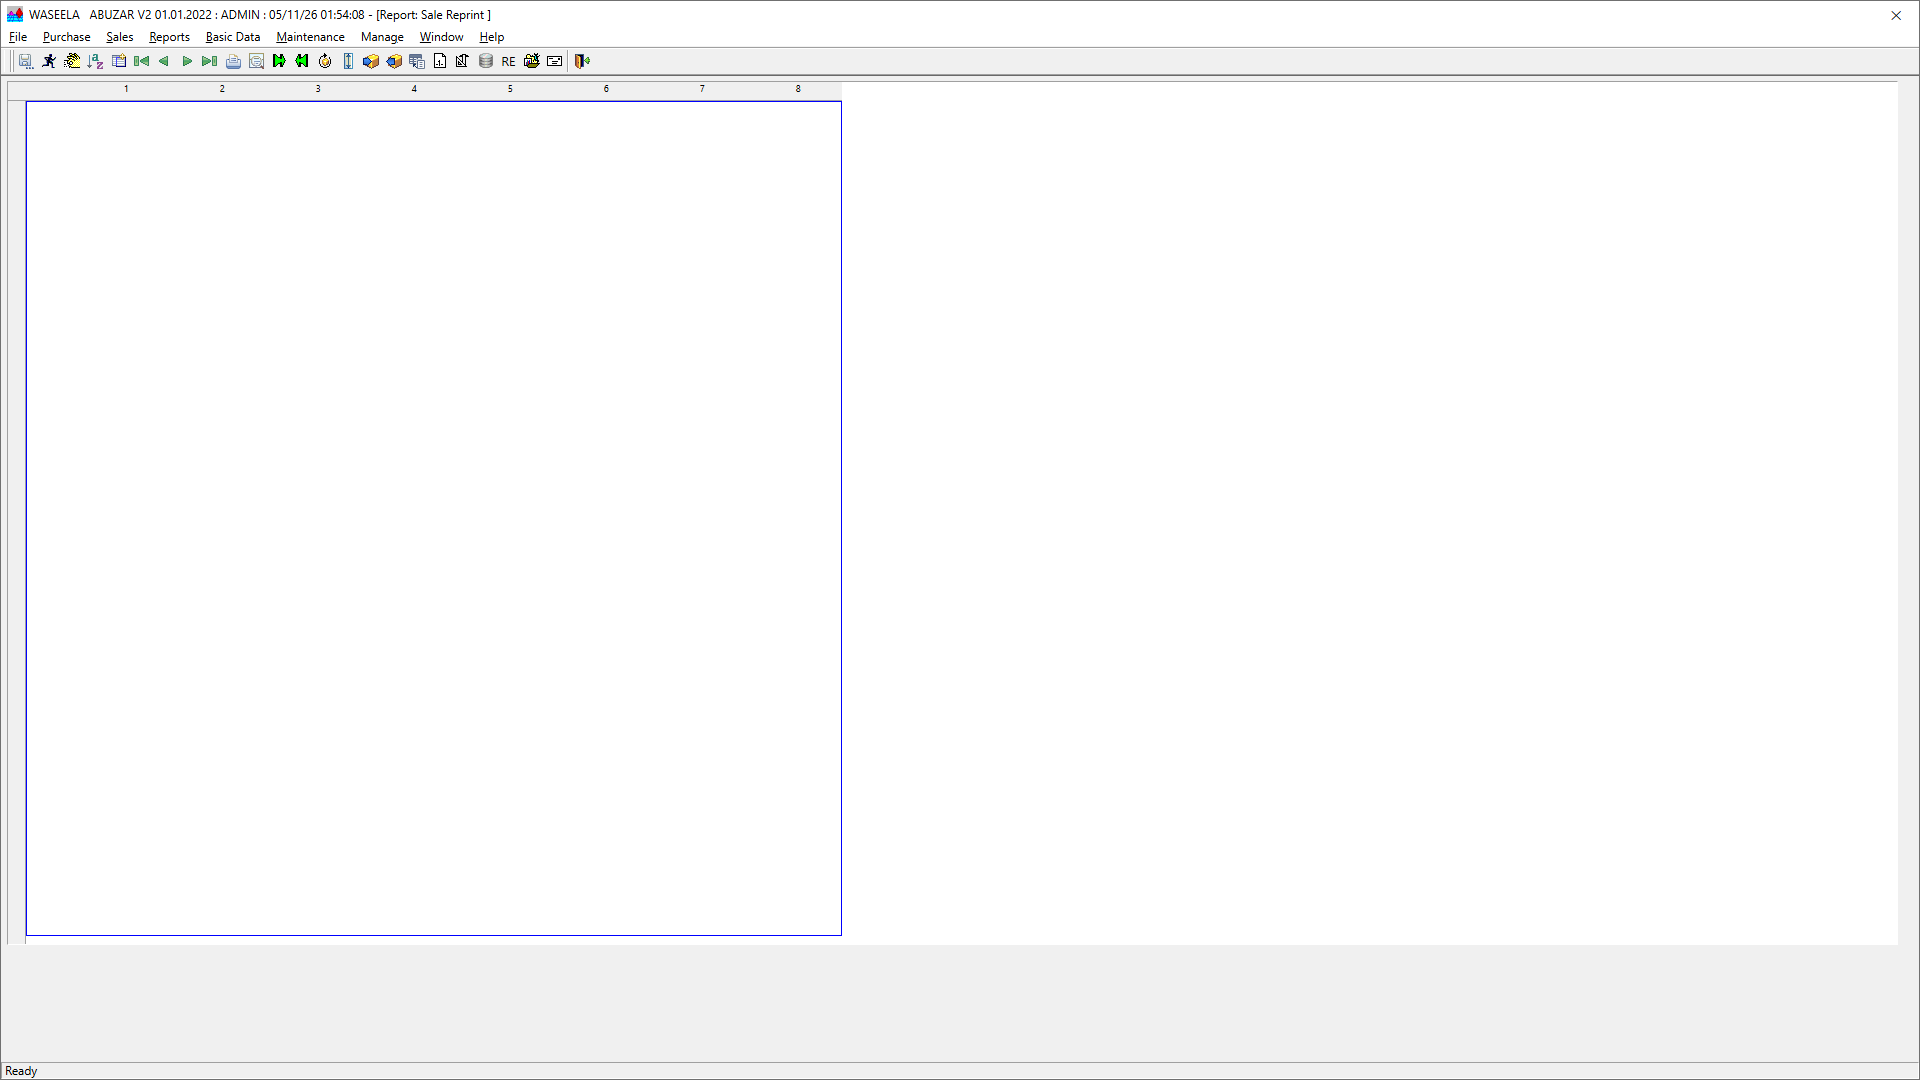 WASEELA ABUZAR V2 01.01.2022 : ADMIN : 05/11/26 01:54:08 - [Report: Sale Reprint ]
File Purchase Sales Reports Basic Data Maintenance Manage Window Help
RE
1 2 3 4 5 6 7 8
Ready